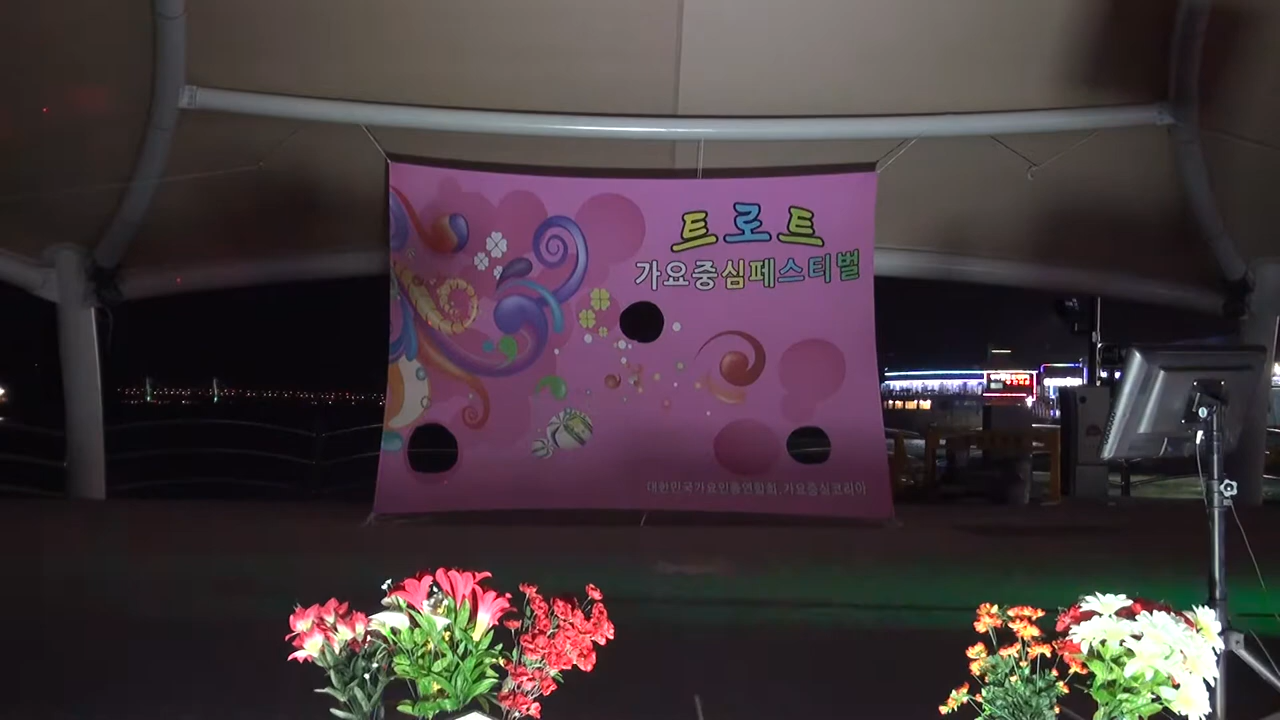 트로트
가요중심페스티벌
대한민국가요인총연합회.가요중심코리아